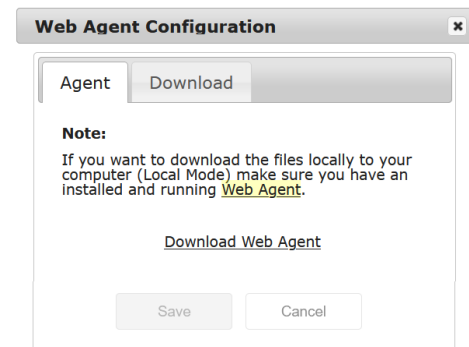 Web Agent Configuration
Agent
Download
Note:
If you want to download the files locally to your
computer (Local Mode) make sure you have an
installed and running Web Agent.
Download Web Agent
Save
Cancel